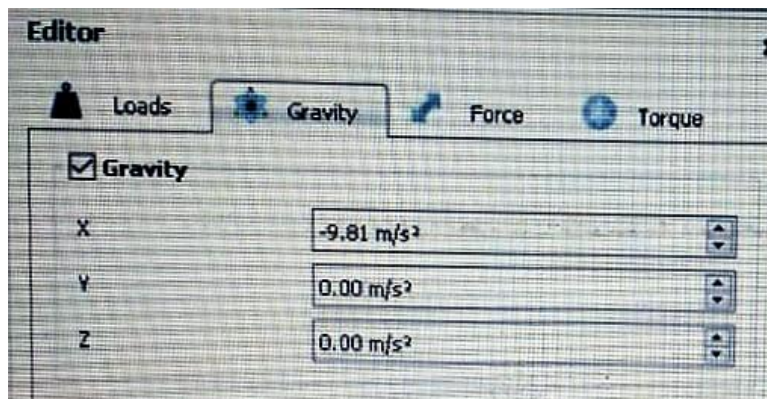 Editor
Loads Gravity Force Torque
Gravity
X -9.81 m/s²
Y 0.00 m/s²
Z 0.00 m/s²